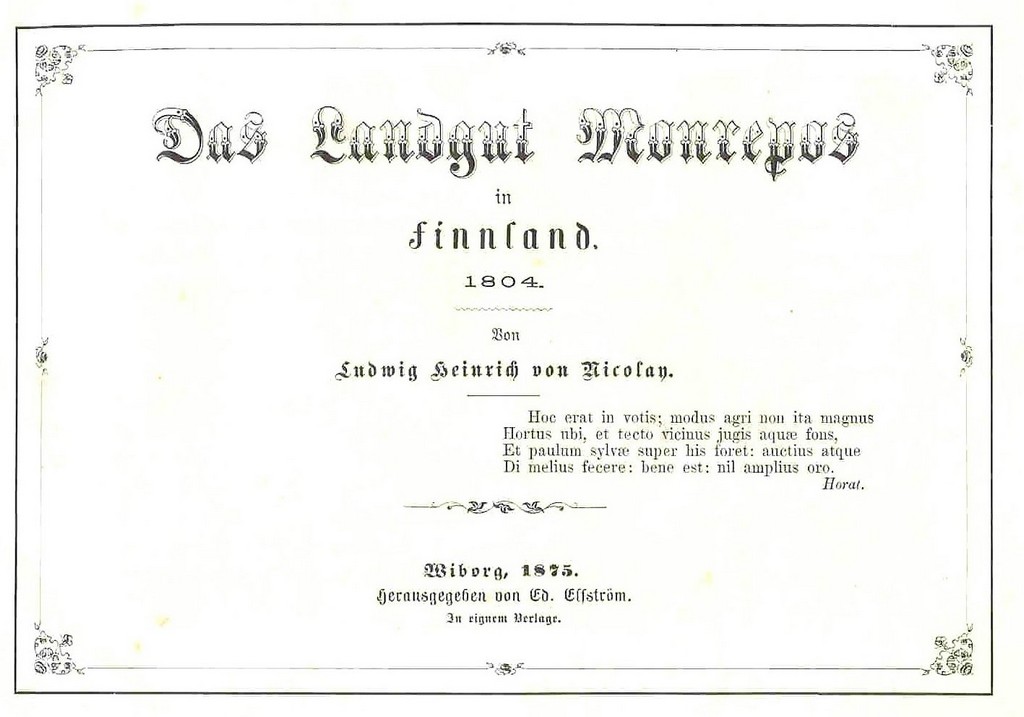 Das Landgut Monrepos
in
Finnland.
1804.
Von
Ludwig Heinrich von Nicolay.
Hoc erat in votis; modus agri non ita magnus
Hortus ubi, et tecto vicinus jugis aquæ fons,
Et paulum sylvæ super his foret: auctius atque
Di melius fecere: bene est: nil amplius oro.
Horat.
Wiborg, 1875.
Herausgegeben von Ed. Elfström.
In eignem Verlage.